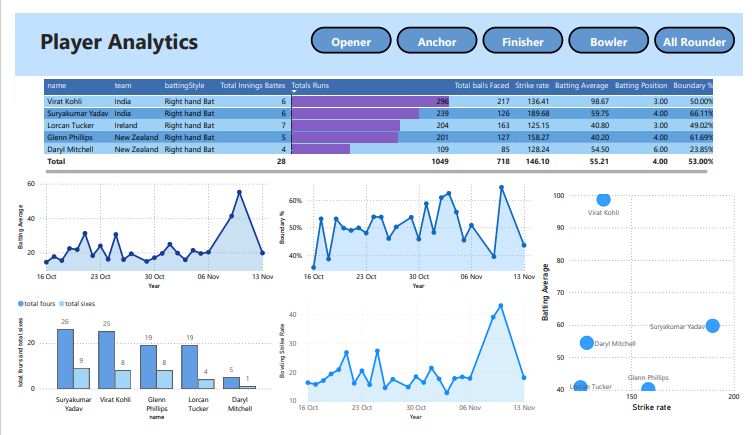 Player Analytics
Opener Anchor Finisher Bowler All Rounder
name team battingStyle Total Innings Battes Totals Runs Total balls Faced Strike rate Batting Average Batting Position Boundary %
Virat Kohli India Right hand Bat 6 296 217 136.41 98.67 3.00 50.00%
Suryakumar Yadav India Right hand Bat 6 239 126 189.68 59.75 4.00 66.11%
Lorcan Tucker Ireland Right hand Bat 7 204 163 125.15 40.80 3.00 49.02%
Glenn Phillips New Zealand Right hand Bat 5 201 127 158.27 40.20 4.00 61.69%
Daryl Mitchell New Zealand Right hand Bat 4 109 85 128.24 54.50 6.00 23.85%
Total 28 1049 718 146.10 55.21 4.00 53.00%
Batting Average
60
40
20
16 Oct 23 Oct 30 Oct 06 Nov 13 Nov
Year
Boundary %
60%
50%
40%
16 Oct 23 Oct 30 Oct 06 Nov 13 Nov
Year
total fours total sixes
total fours and total sixes
20
0
26 9 25 8 19 8 19 4 5 1
Suryakumar Yadav Virat Kohli Glenn Phillips Lorcan Tucker Daryl Mitchell
name
Bowling Strike Rate
40
30
20
10
16 Oct 23 Oct 30 Oct 06 Nov 13 Nov
Year
Batting Average
100
90
80
70
60
50
40
Virat Kohli
Suryakumar Yadav
Daryl Mitchell
Glenn Phillips
Lorcan Tucker
150 200
Strike rate